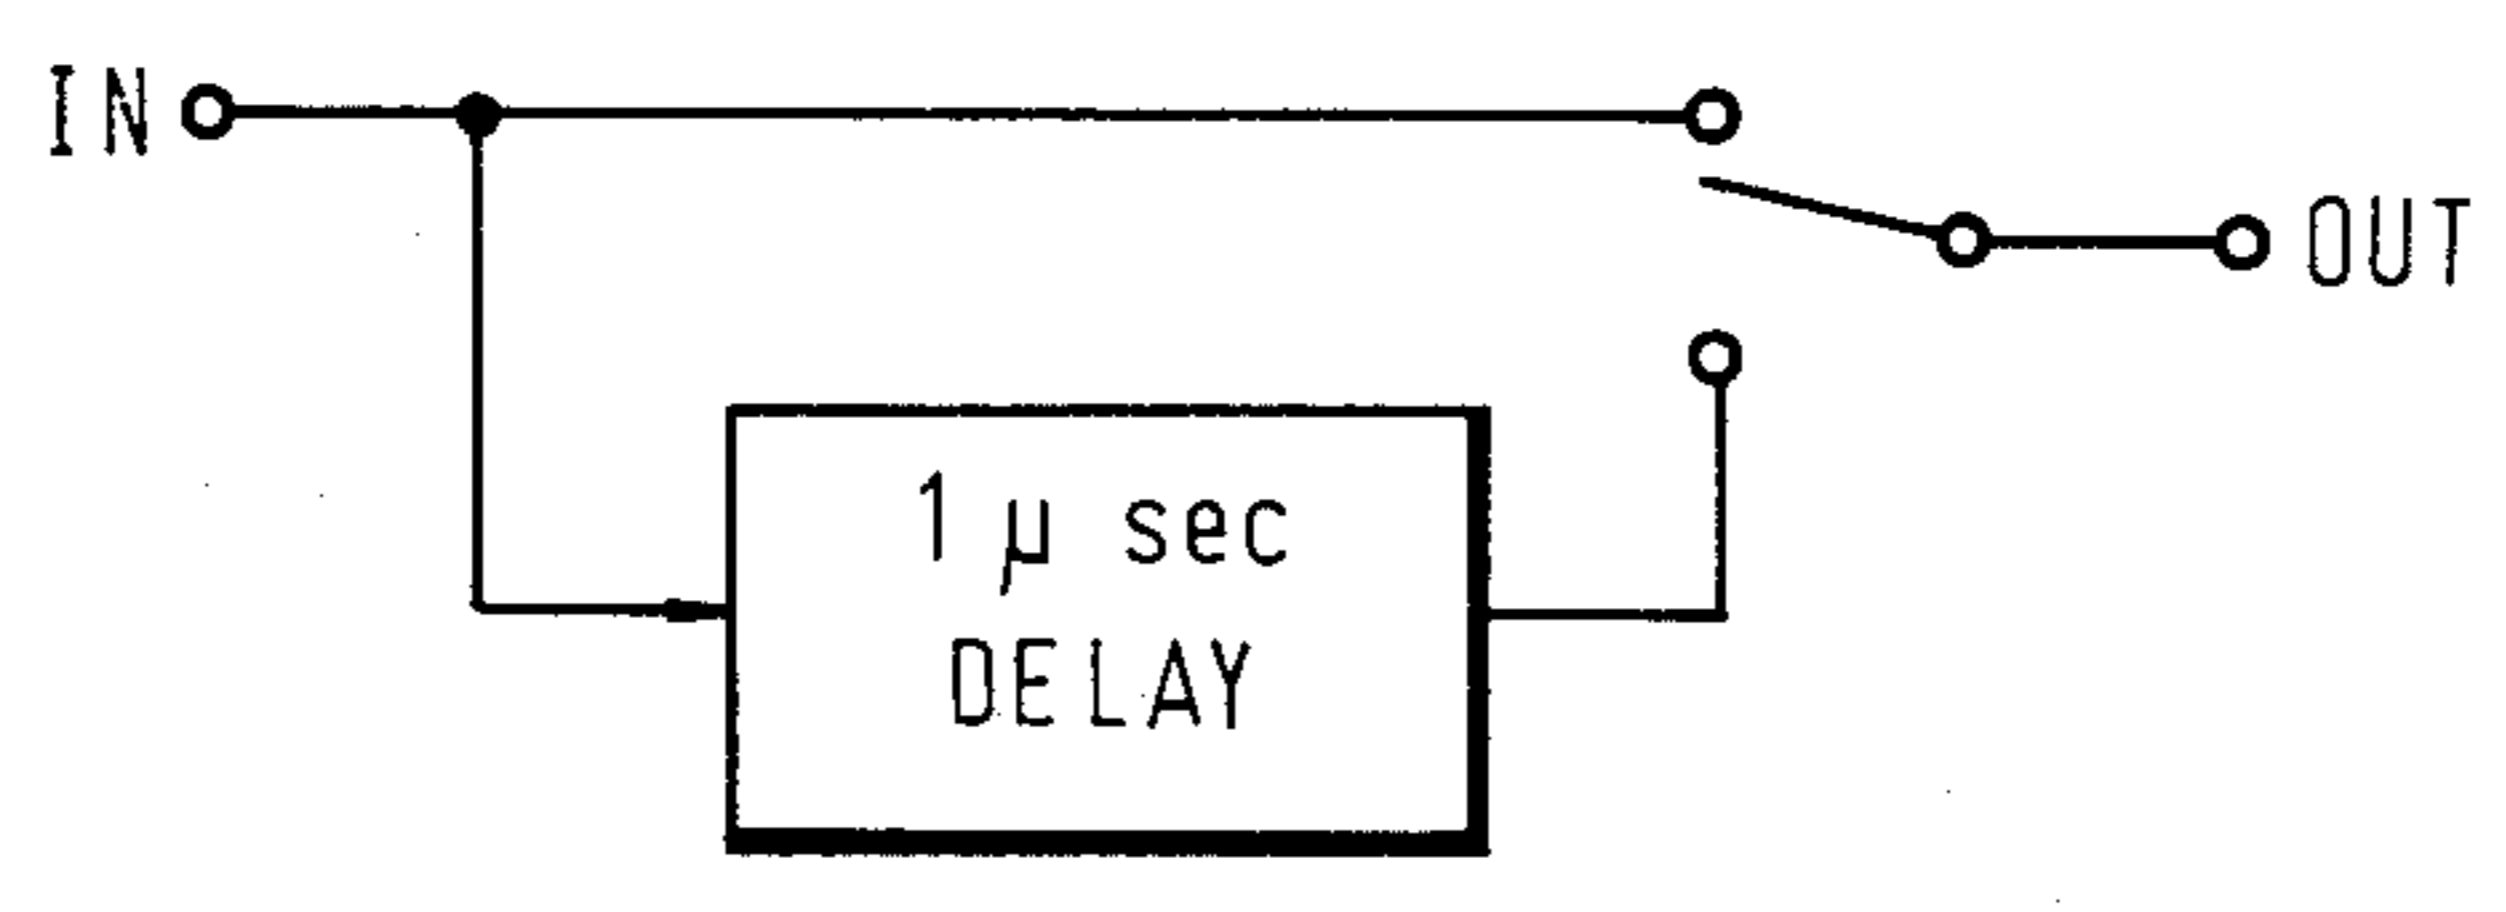 IN
OUT
1 μ sec
DELAY